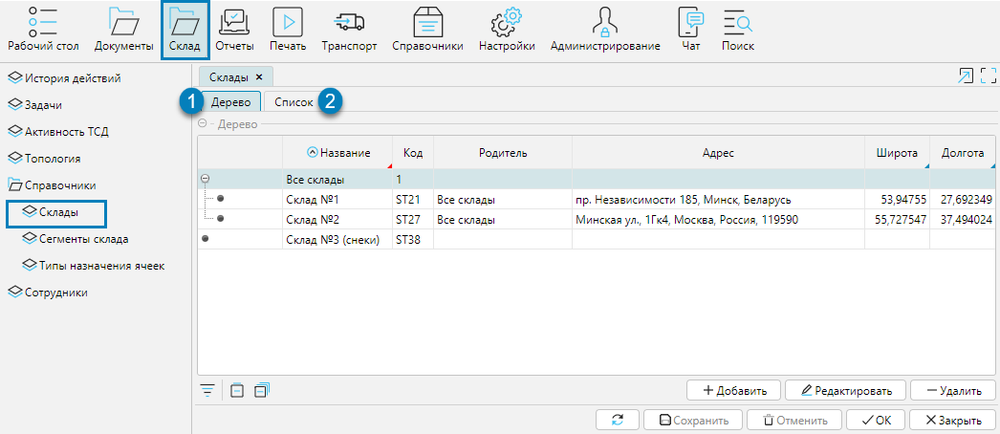 Рабочий стол Документы Склад Отчеты Печать Транспорт Справочники Настройки Администрирование Чат Поиск
История действий
Задачи
Активность ТСД
Топология
Справочники
Склады
Сегменты склада
Типы назначения ячеек
Сотрудники
Склады ×
1 Дерево Список 2
Дерево
Название Код Родитель Адрес Широта Долгота
Все склады 1
Склад №1 ST21 Все склады пр. Независимости 185, Минск, Беларусь 53,94755 27,692349
Склад №2 ST27 Все склады Минская ул., 1Гк4, Москва, Россия, 119590 55,727547 37,494024
Склад №3 (снеки) ST38
+ Добавить Редактировать − Удалить
Сохранить Отменить OK Закрыть